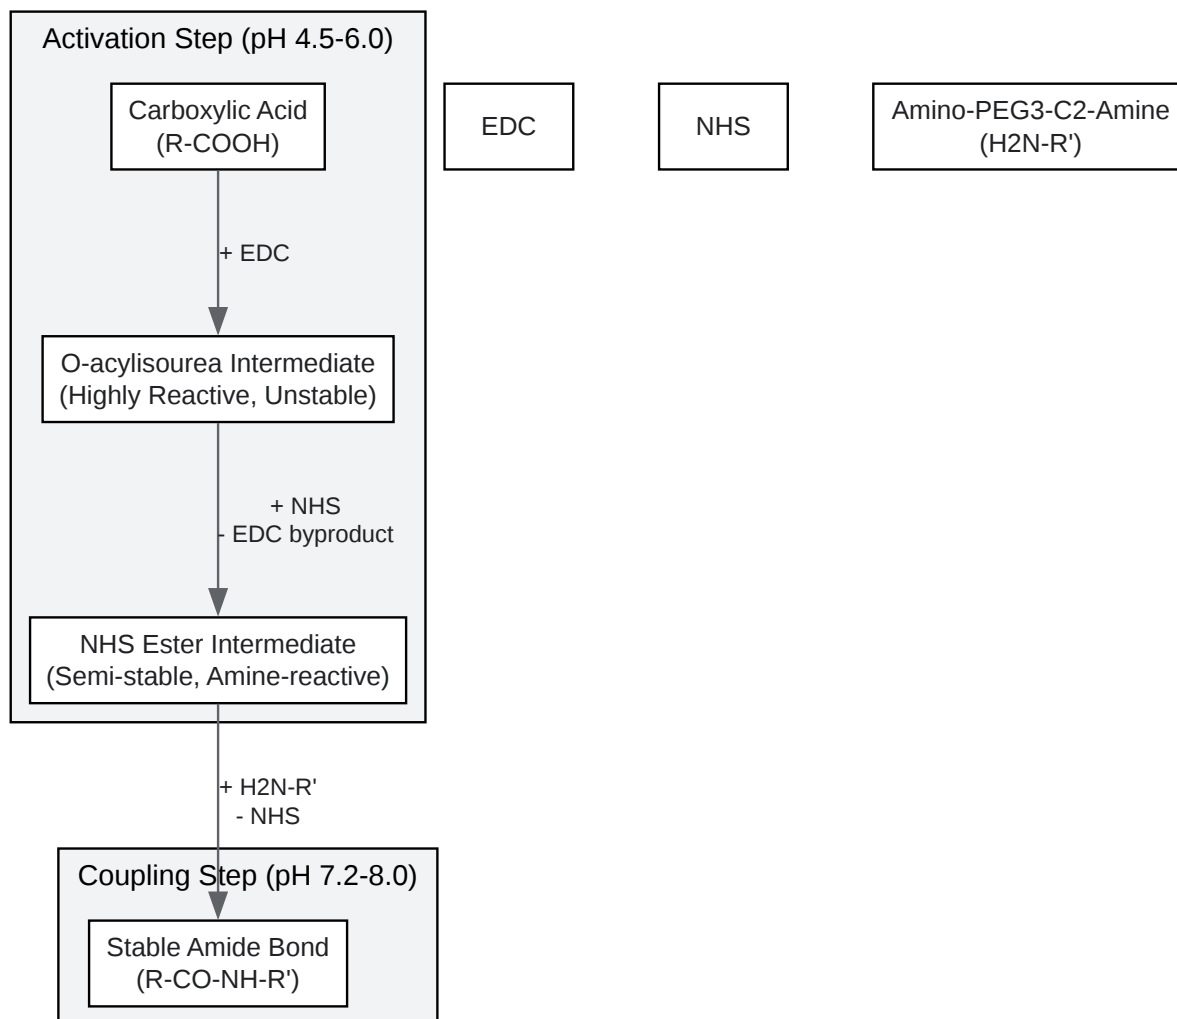 Activation Step (pH 4.5-6.0)
Carboxylic Acid
(R-COOH)
EDC
NHS
Amino-PEG3-C2-Amine
(H2N-R')
+ EDC
O-acylisourea Intermediate
(Highly Reactive, Unstable)
+ NHS
- EDC byproduct
NHS Ester Intermediate
(Semi-stable, Amine-reactive)
+ H2N-R'
- NHS
Coupling Step (pH 7.2-8.0)
Stable Amide Bond
(R-CO-NH-R')